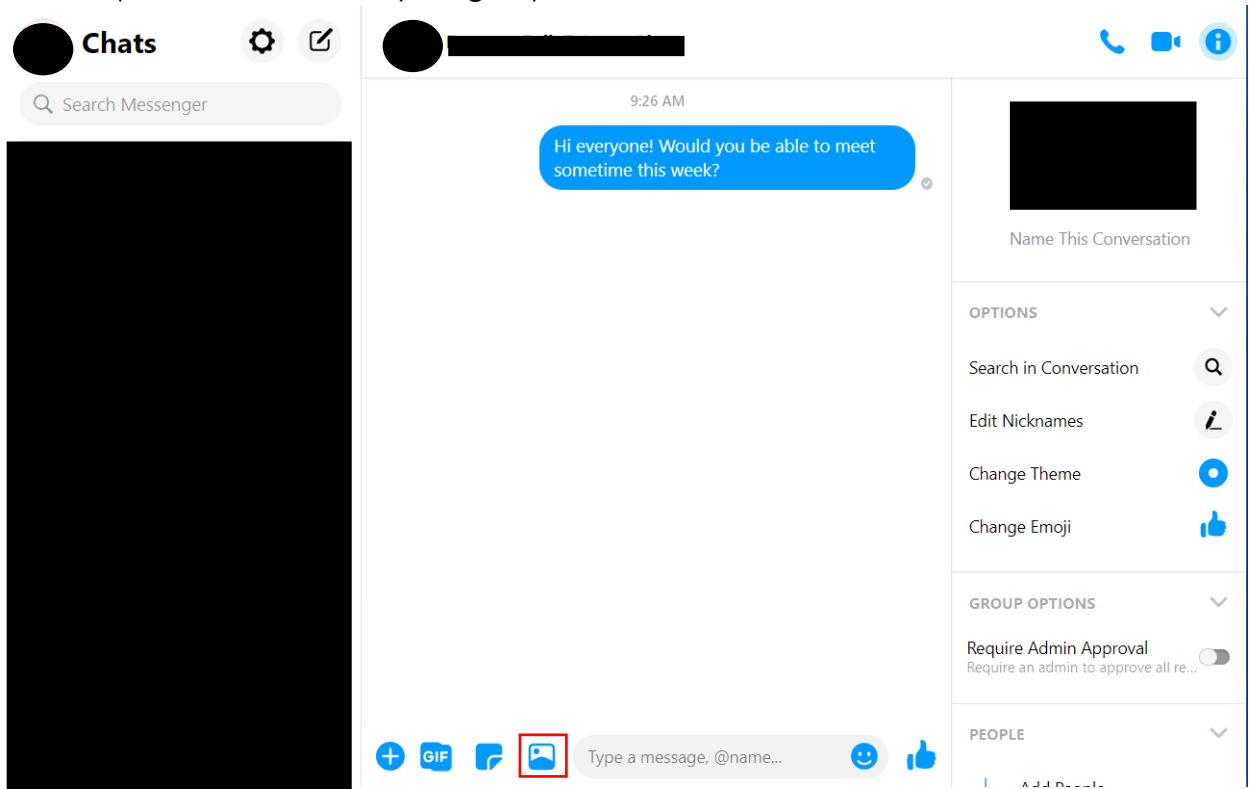 Chats
Search Messenger
9:26 AM
Hi everyone! Would you be able to meet
sometime this week?
Name This Conversation
OPTIONS
Search in Conversation
Edit Nicknames
Change Theme
Change Emoji
GROUP OPTIONS
Require Admin Approval
Require an admin to approve all re...
PEOPLE
Add People
GIF
Type a message, @name...